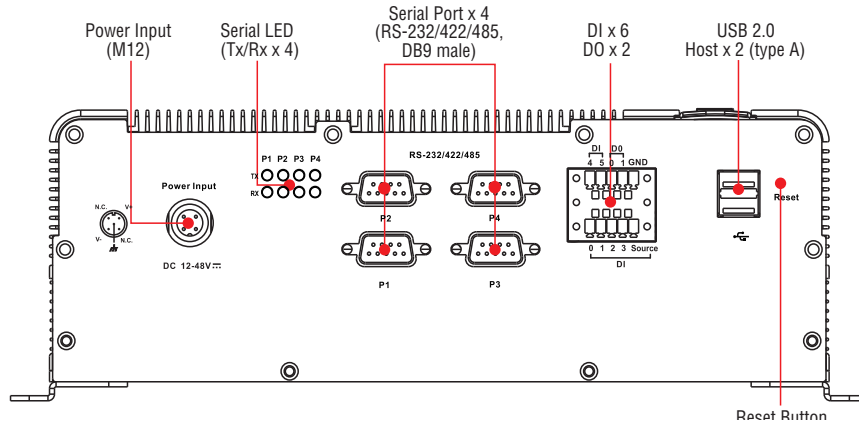 Power Input
(M12)
Serial LED
(Tx/Rx x 4)
Serial Port x 4
(RS-232/422/485,
DB9 male)
DI x 6
DO x 2
USB 2.0
Host x 2 (type A)
P1 P2 P3 P4
TX
RX
RS-232/422/485
DI D0
4 5 0 1 GND
Power Input
N.C. V+
V- N.C.
DC 12-48V
P2
P4
P1
P3
0 1 2 3 Source
DI
Reset
Reset Button